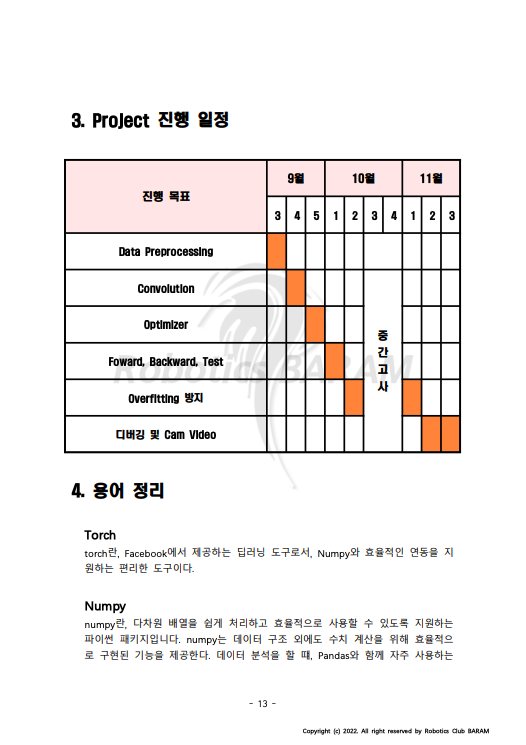 3. Project 진행 일정
진행 목표 9월 10월 11월
3 4 5 1 2 3 4 1 2 3
Data Preprocessing
Convolution
Optimizer
중간고사
Foward, Backward, Test
Overfitting 방지
디버깅 및 Cam Video
Robotics BARAM
4. 용어 정리
Torch
torch란, Facebook에서 제공하는 딥러닝 도구로서, Numpy와 효율적인 연동을 지
원하는 편리한 도구이다.
Numpy
numpy란, 다차원 배열을 쉽게 처리하고 효율적으로 사용할 수 있도록 지원하는
파이썬 패키지입니다. numpy는 데이터 구조 외에도 수치 계산을 위해 효율적으
로 구현된 기능을 제공한다. 데이터 분석을 할 때, Pandas와 함께 자주 사용하는
- 13 -
Copyright (c) 2022. All right reserved by Robotics Club BARAM